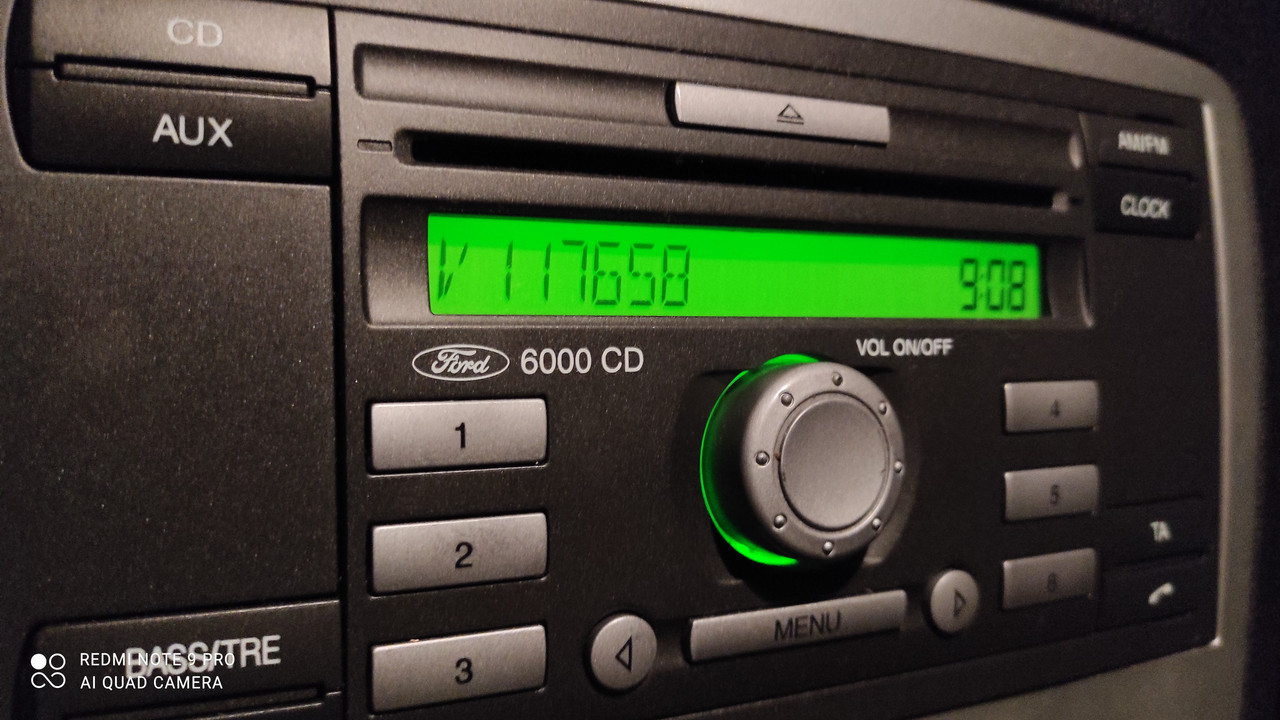 CD
AUX
AM/FM
CLOCK
V117658 9:08
Ford 6000 CD
VOL ON/OFF
1
4
2
5
3
6
MENU
TA
BASS/TRE
REDMI NOTE 9 PRO
AI QUAD CAMERA